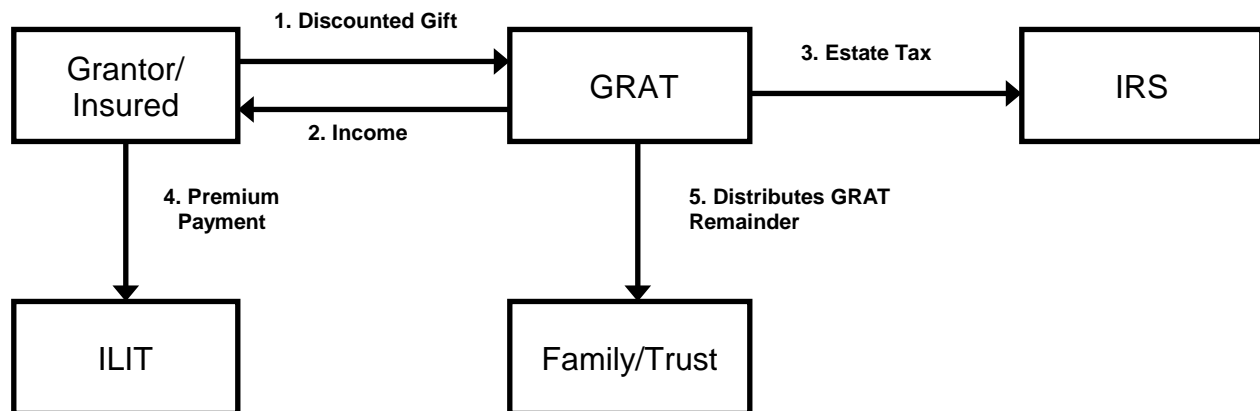 1. Discounted Gift
Grantor/
Insured
GRAT
3. Estate Tax
IRS
2. Income
4. Premium
Payment
5. Distributes GRAT
Remainder
ILIT
Family/Trust